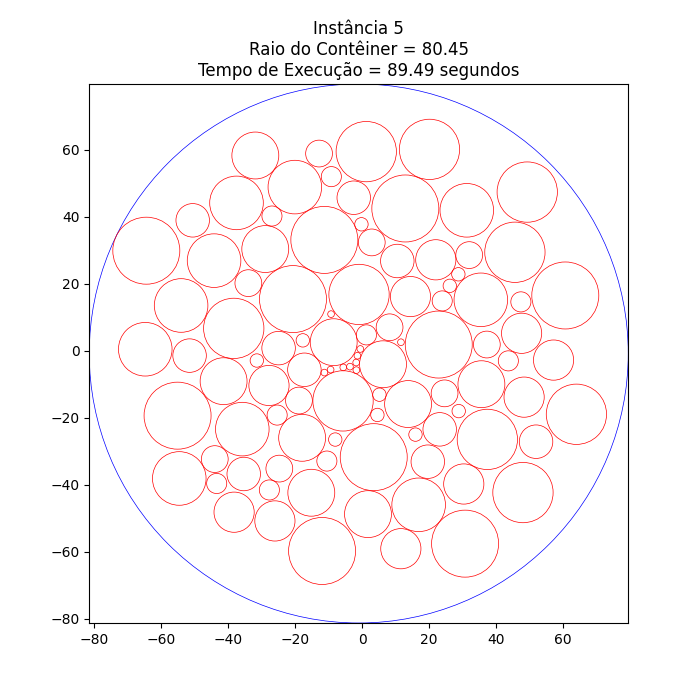 Instância 5
Raio do Contêiner = 80.45
Tempo de Execução = 89.49 segundos
60
40
20
0
−20
−40
−60
−80
−80 −60 −40 −20 0 20 40 60